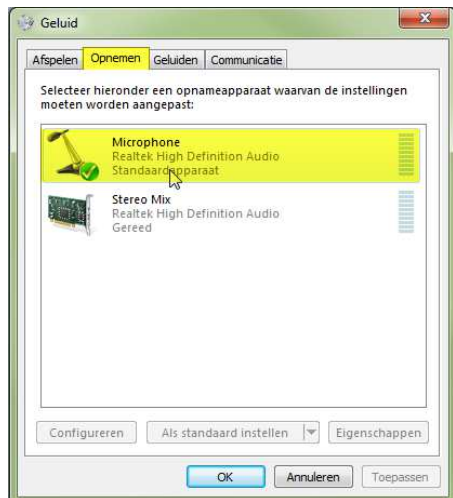 Geluid
Afspelen Opnemen Geluiden Communicatie
Selecteer hieronder een opnameapparaat waarvan de instellingen
moeten worden aangepast:
Microphone
Realtek High Definition Audio
Standaardapparaat
Stereo Mix
Realtek High Definition Audio
Gereed
Configureren Als standaard instellen Eigenschappen
OK Annuleren Toepassen